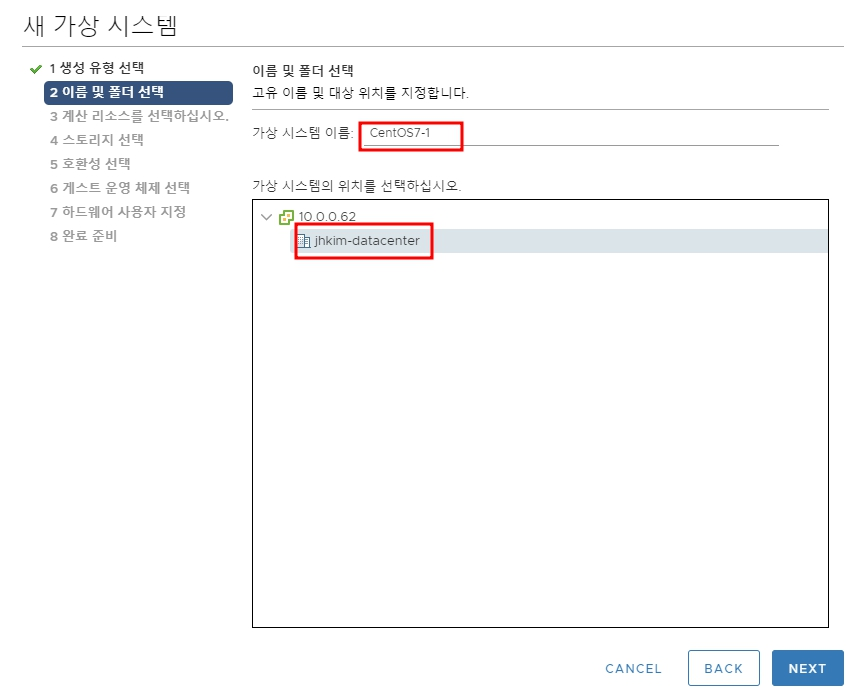 새 가상 시스템
1 생성 유형 선택
2 이름 및 폴더 선택
3 계산 리소스를 선택하십시오.
4 스토리지 선택
5 호환성 선택
6 게스트 운영 체제 선택
7 하드웨어 사용자 지정
8 완료 준비
이름 및 폴더 선택
고유 이름 및 대상 위치를 지정합니다.
가상 시스템 이름: CentOS7-1
가상 시스템의 위치를 선택하십시오.
10.0.0.62
jhkim-datacenter
CANCEL BACK NEXT